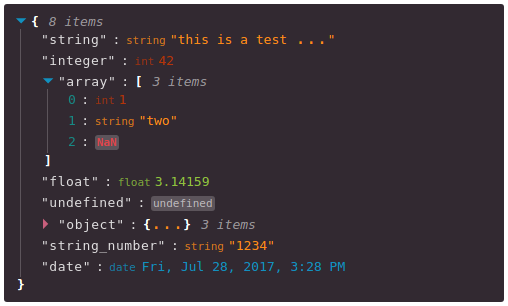 { 8 items
"string" : string "this is a test ..."
"integer" : int 42
"array" : [ 3 items
0 : int 1
1 : string "two"
2 : NaN
]
"float" : float 3.14159
"undefined" : undefined
"object" : {...} 3 items
"string_number" : string "1234"
"date" : date Fri, Jul 28, 2017, 3:28 PM
}